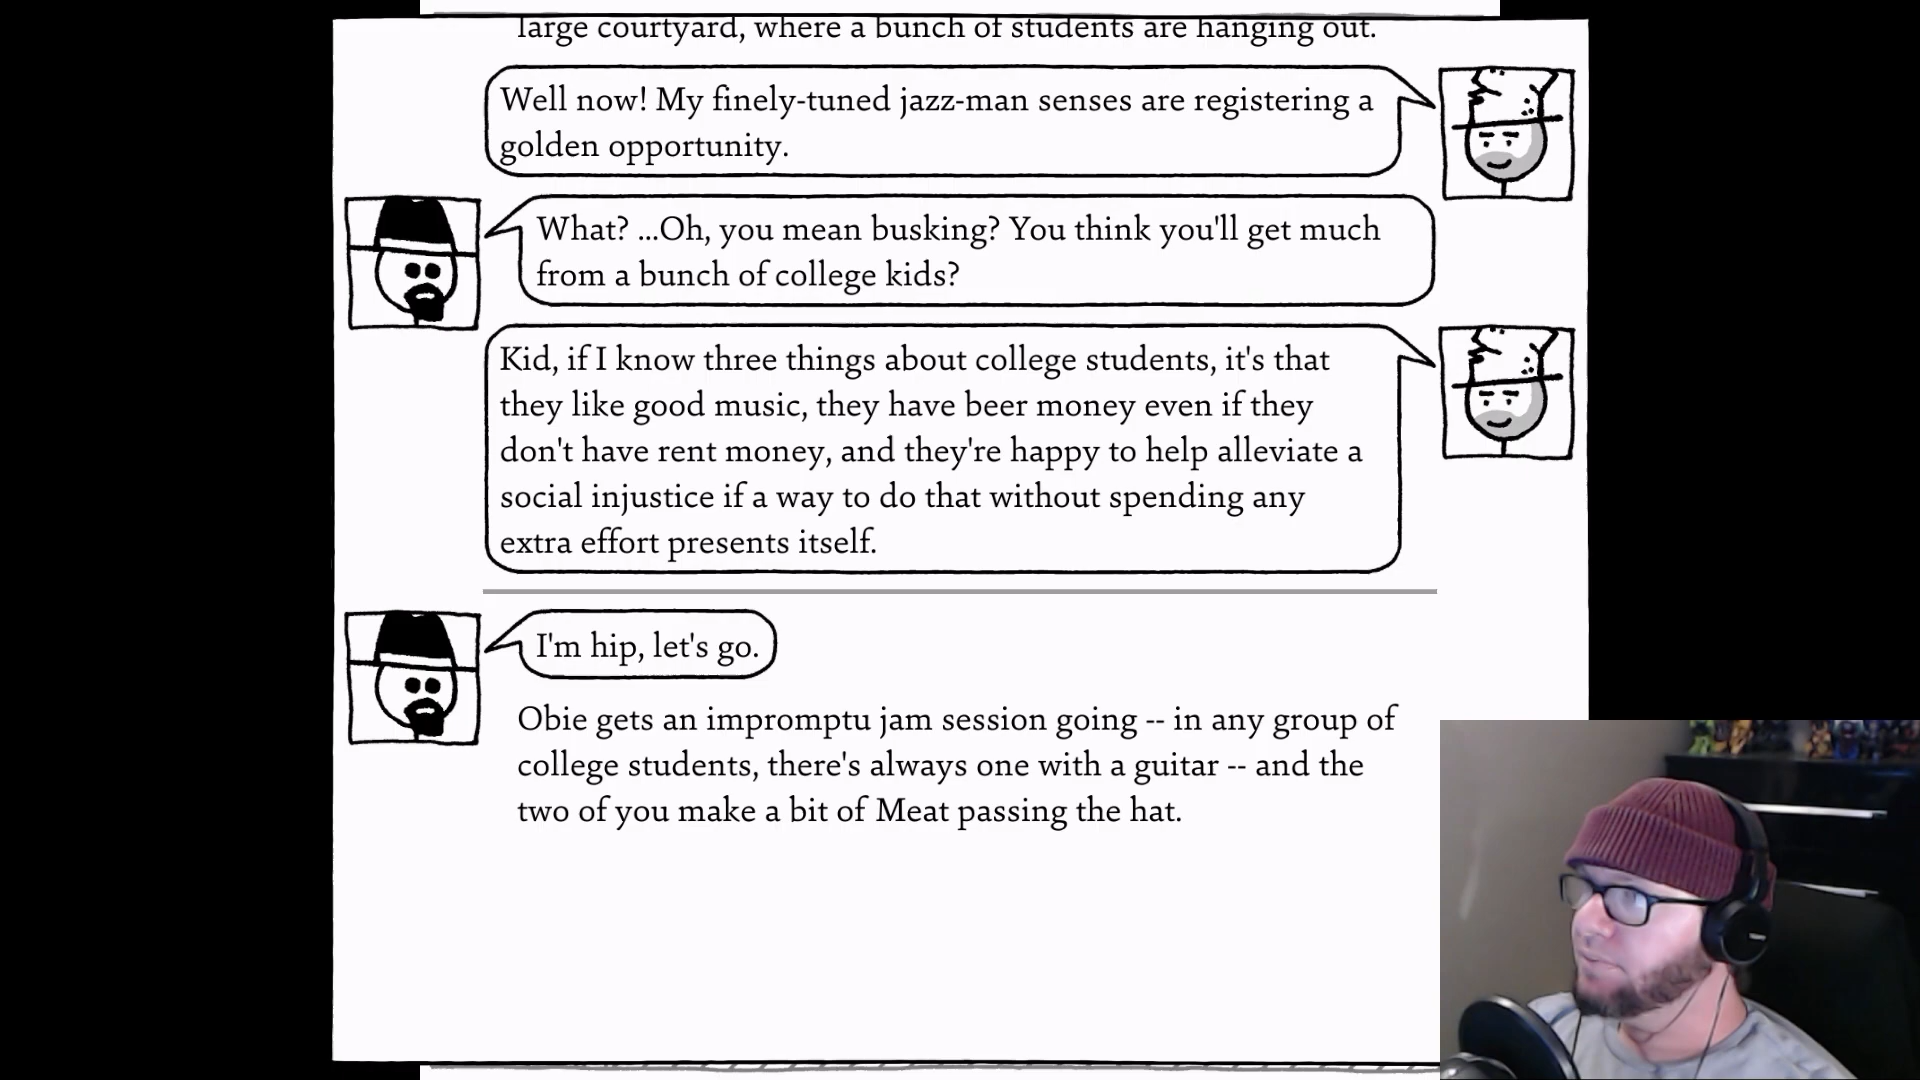 large courtyard, where a bunch of students are hanging out.
Well now! My finely-tuned jazz-man senses are registering a
golden opportunity.
What? ...Oh, you mean busking? You think you'll get much
from a bunch of college kids?
Kid, if I know three things about college students, it's that
they like good music, they have beer money even if they
don't have rent money, and they're happy to help alleviate a
social injustice if a way to do that without spending any
extra effort presents itself.
I'm hip, let's go.
Obie gets an impromptu jam session going -- in any group of
college students, there's always one with a guitar -- and the
two of you make a bit of Meat passing the hat.